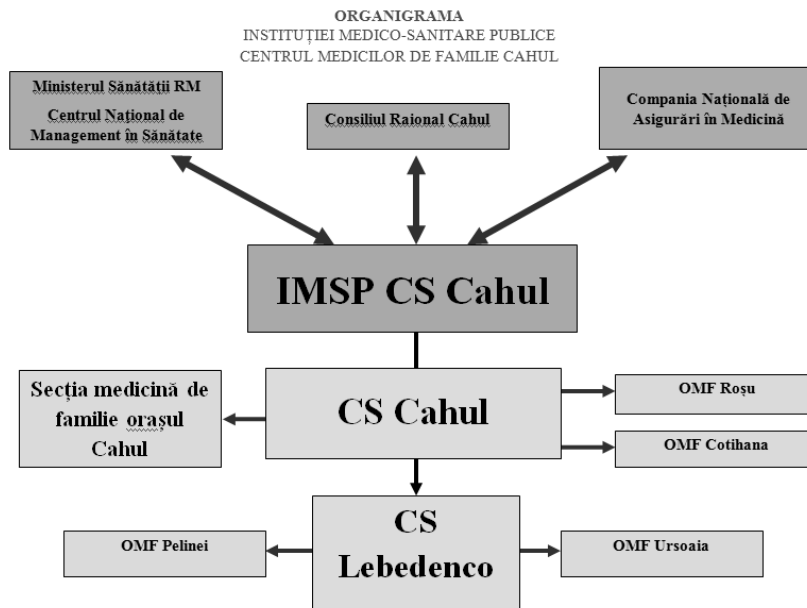 ORGANIGRAMA
INSTITUȚIEI MEDICO-SANITARE PUBLICE
CENTRUL MEDICILOR DE FAMILIE CAHUL
Ministerul Sănătății RM
Centrul Național de
Management în Sănătate
Consiliul Raional Cahul
Compania Națională de
Asigurări în Medicină
IMSP CS Cahul
Secția medicină de
familie orașul
Cahul
CS Cahul
OMF Roșu
OMF Cotihana
OMF Pelinei
CS
Lebedenco
OMF Ursoaia